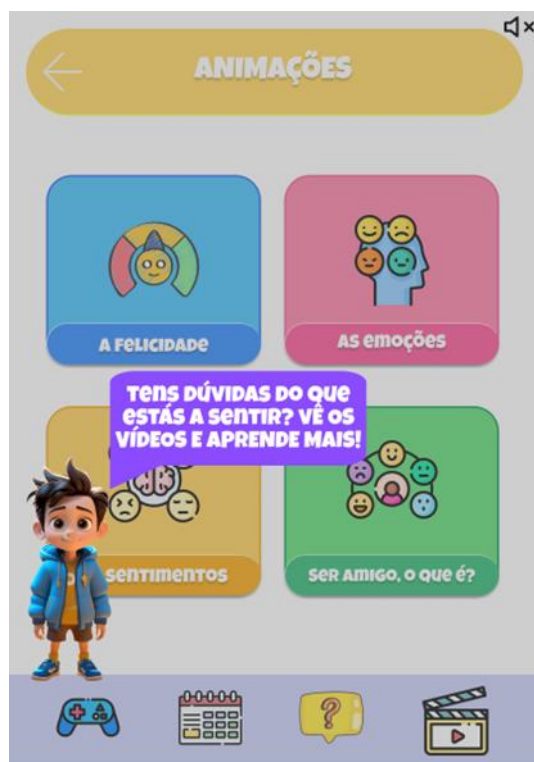 ANIMAÇÕES
A FELICIDADE
AS EMOÇÕES
TENS DÚVIDAS DO QUE
ESTÁS A SENTIR? VÊ OS
VÍDEOS E APRENDE MAIS!
SENTIMENTOS
SER AMIGO, O QUE É?